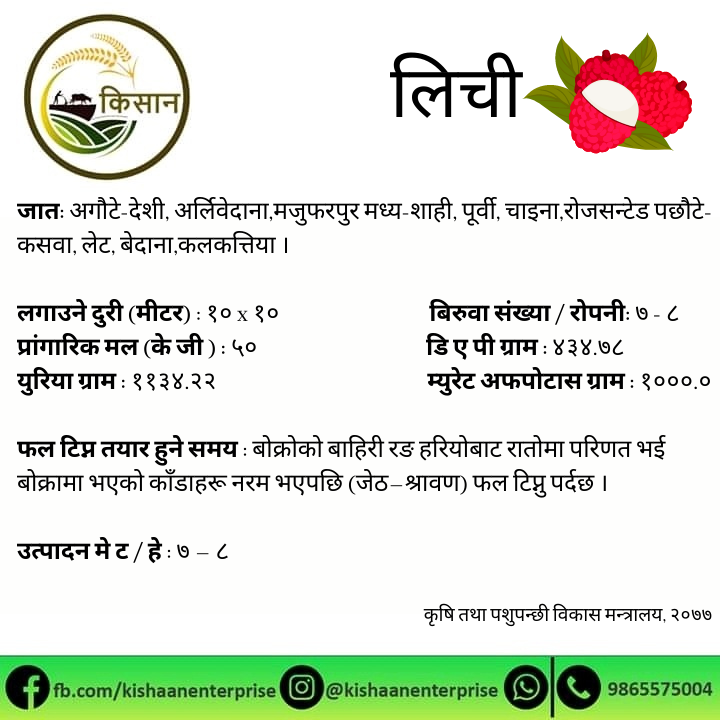 किसान
लिची
जातः अगौटे-देशी, अर्लिवेदाना,मजुफरपुर मध्य-शाही, पूर्वी, चाइना,रोजसन्टेड पछौटे-
कसवा, लेट, बेदाना,कलकत्तिया ।
लगाउने दुरी (मीटर) : १० x १० बिरुवा संख्या / रोपनी: ७ - ८
प्रांगारिक मल (के जी ) : ५० डि ए पी ग्राम : ४३४.७८
युरिया ग्राम : ११३४.२२ म्युरेट अफपोटास ग्राम : १०००.०
फल टिप्न तयार हुने समय : बोक्रोको बाहिरी रङ हरियोबाट रातोमा परिणत भई
बोक्रामा भएको काँडाहरू नरम भएपछि (जेठ–श्रावण) फल टिप्नु पर्दछ ।
उत्पादन मे ट / हे : ७ – ८
कृषि तथा पशुपन्छी विकास मन्त्रालय, २०७७
fb.com/kishaanenterprise @kishaanenterprise 9865575004